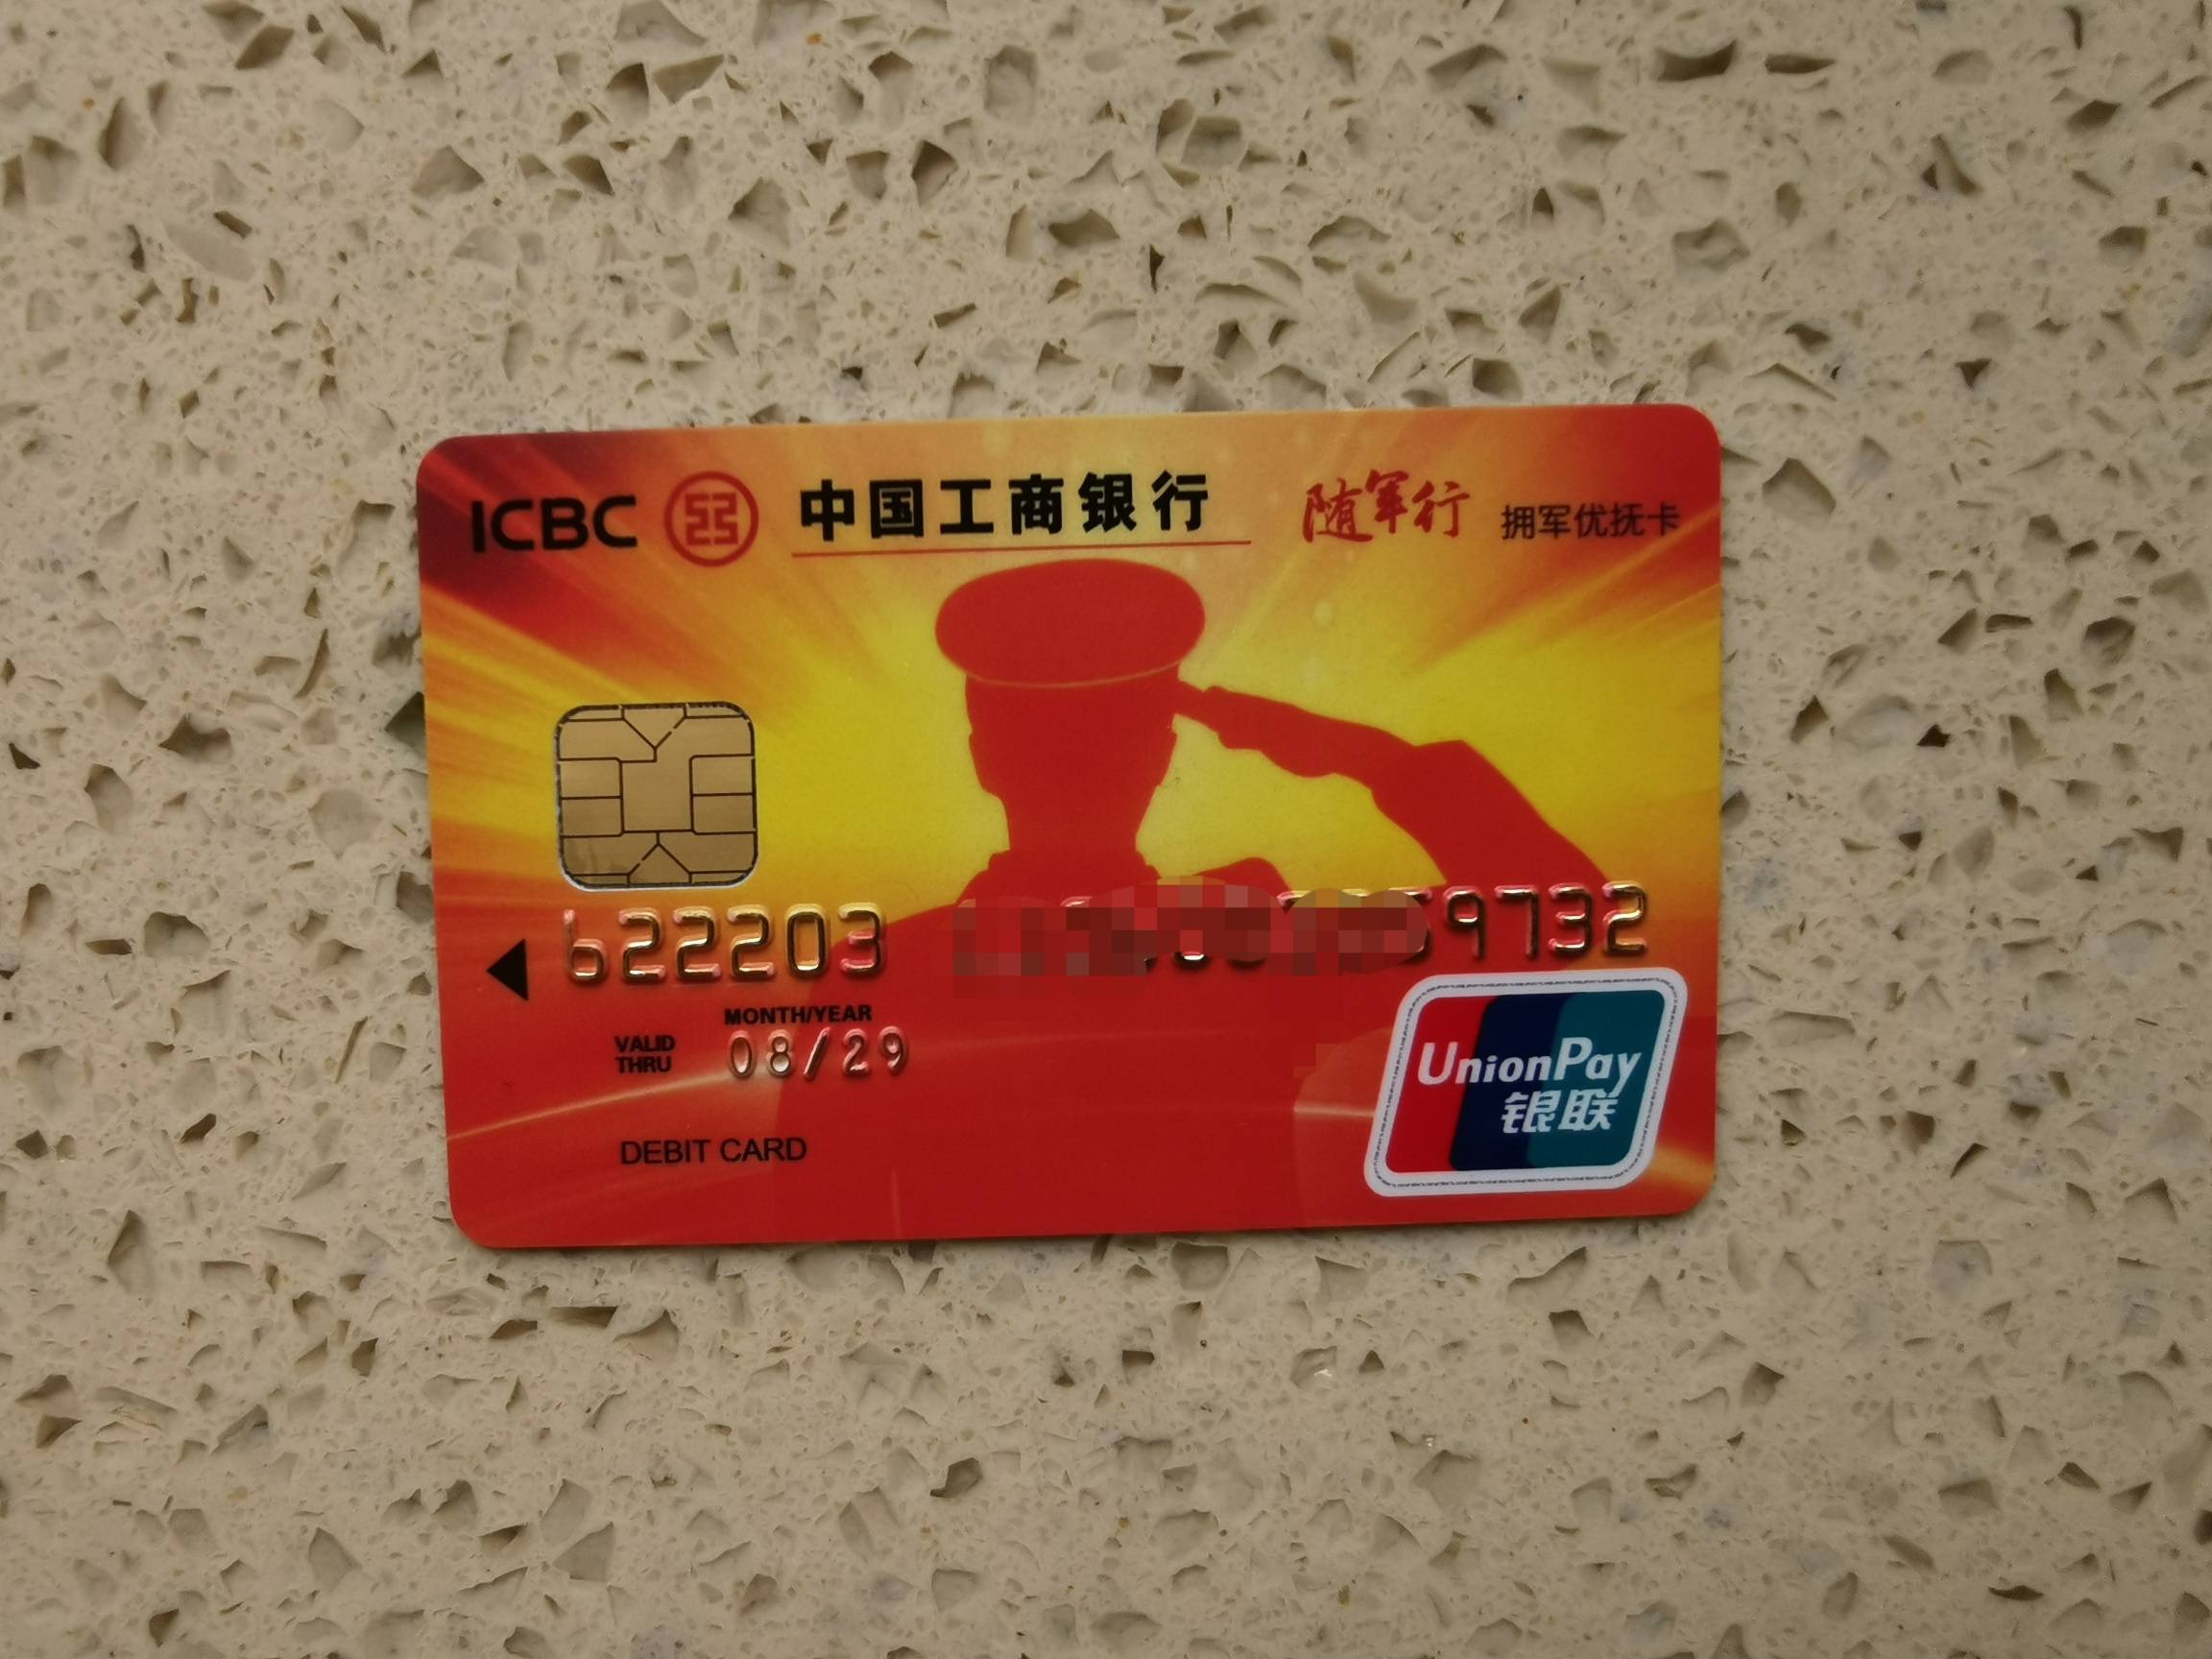 ICBC 中国工商银行 随军行 拥军优抚卡
622203 9732
MONTH/YEAR
VALID THRU 08/29
DEBIT CARD
UnionPay
银联